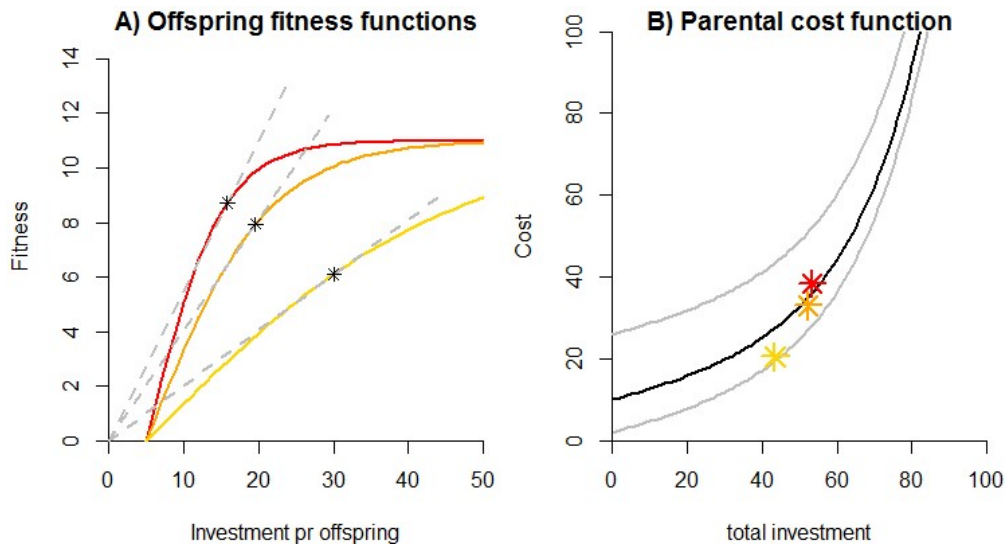 A) Offspring fitness functions
Fitness
14
12
10
8
6
4
2
0
0 10 20 30 40 50
Investment pr offspring
B) Parental cost function
Cost
100
80
60
40
20
0
0 20 40 60 80 100
total investment